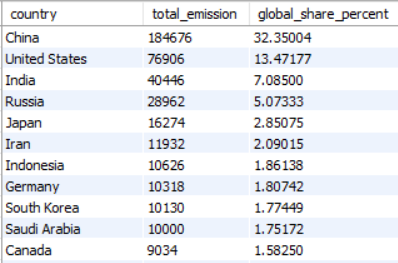 country total_emission global_share_percent
China 184676 32.35004
United States 76906 13.47177
India 40446 7.08500
Russia 28962 5.07333
Japan 16274 2.85075
Iran 11932 2.09015
Indonesia 10626 1.86138
Germany 10318 1.80742
South Korea 10130 1.77449
Saudi Arabia 10000 1.75172
Canada 9034 1.58250